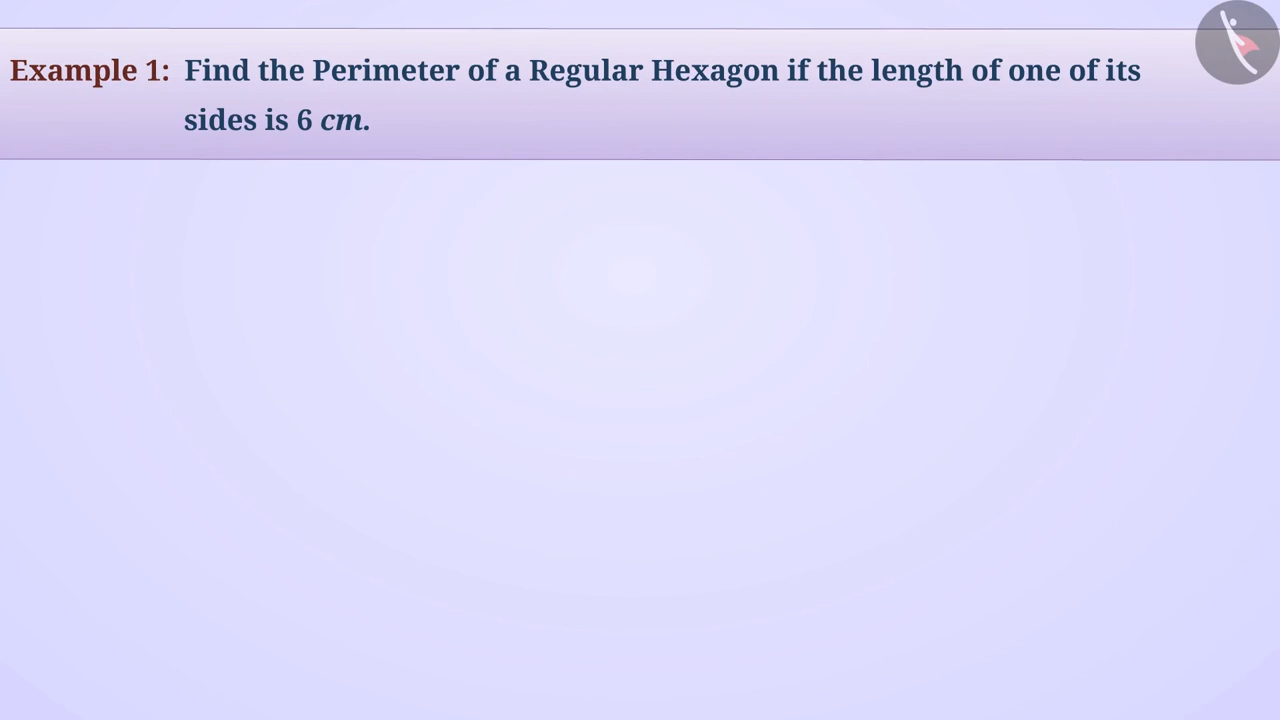 Example 1: Find the Perimeter of a Regular Hexagon if the length of one of its
sides is 6 cm.